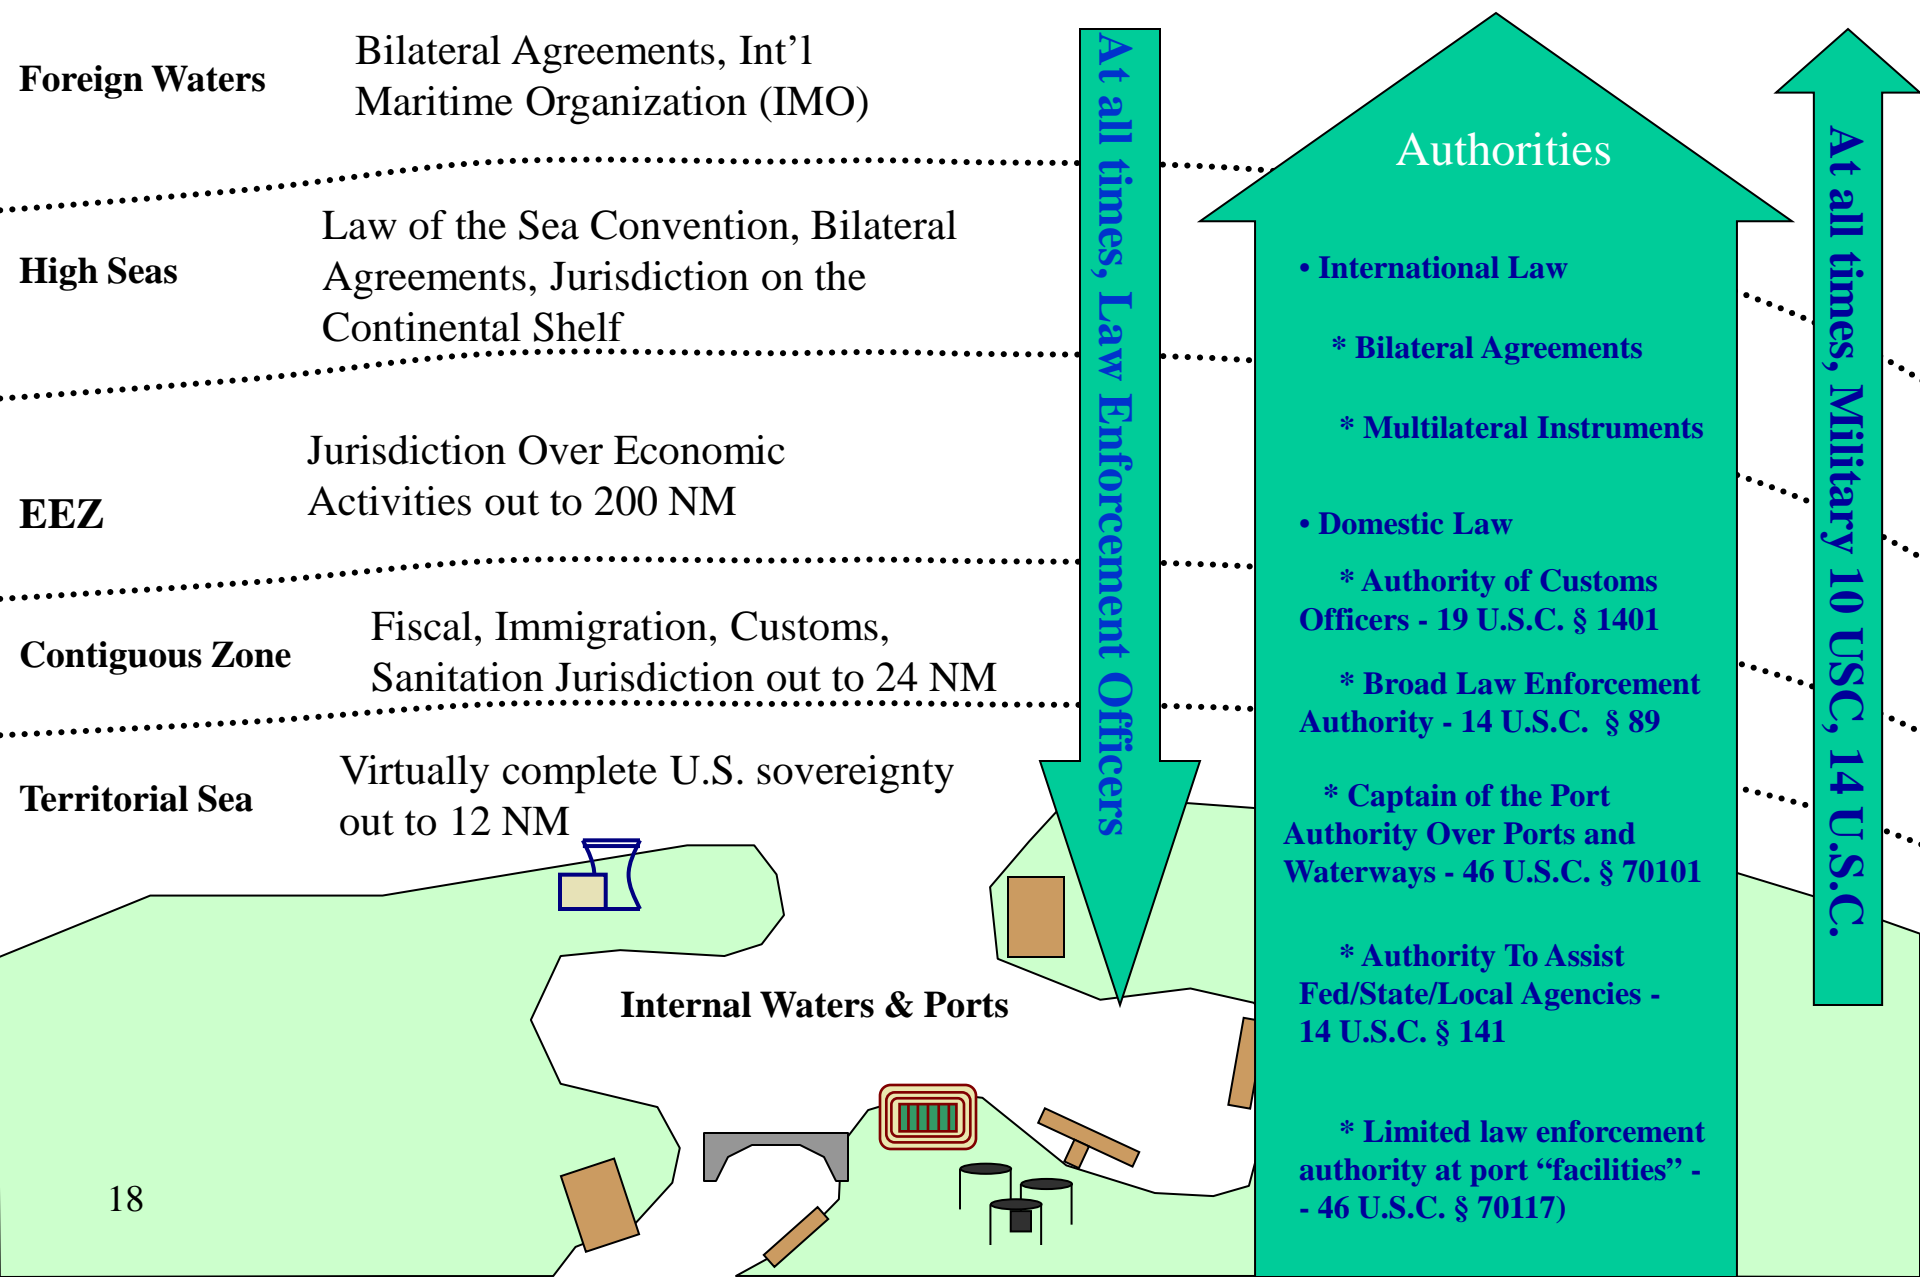 Foreign Waters
Bilateral Agreements, Int’l
Maritime Organization (IMO)
High Seas
Law of the Sea Convention, Bilateral
Agreements, Jurisdiction on the
Continental Shelf
EEZ
Jurisdiction Over Economic
Activities out to 200 NM
Contiguous Zone
Fiscal, Immigration, Customs,
Sanitation Jurisdiction out to 24 NM
Territorial Sea
Virtually complete U.S. sovereignty
out to 12 NM
Internal Waters & Ports
18
At all times, Law Enforcement Officers
Authorities
• International Law
* Bilateral Agreements
* Multilateral Instruments
• Domestic Law
* Authority of Customs
Officers - 19 U.S.C. § 1401
* Broad Law Enforcement
Authority - 14 U.S.C. § 89
* Captain of the Port
Authority Over Ports and
Waterways - 46 U.S.C. § 70101
* Authority To Assist
Fed/State/Local Agencies -
14 U.S.C. § 141
* Limited law enforcement
authority at port “facilities” -
- 46 U.S.C. § 70117)
At all times, Military 10 USC, 14 U.S.C.